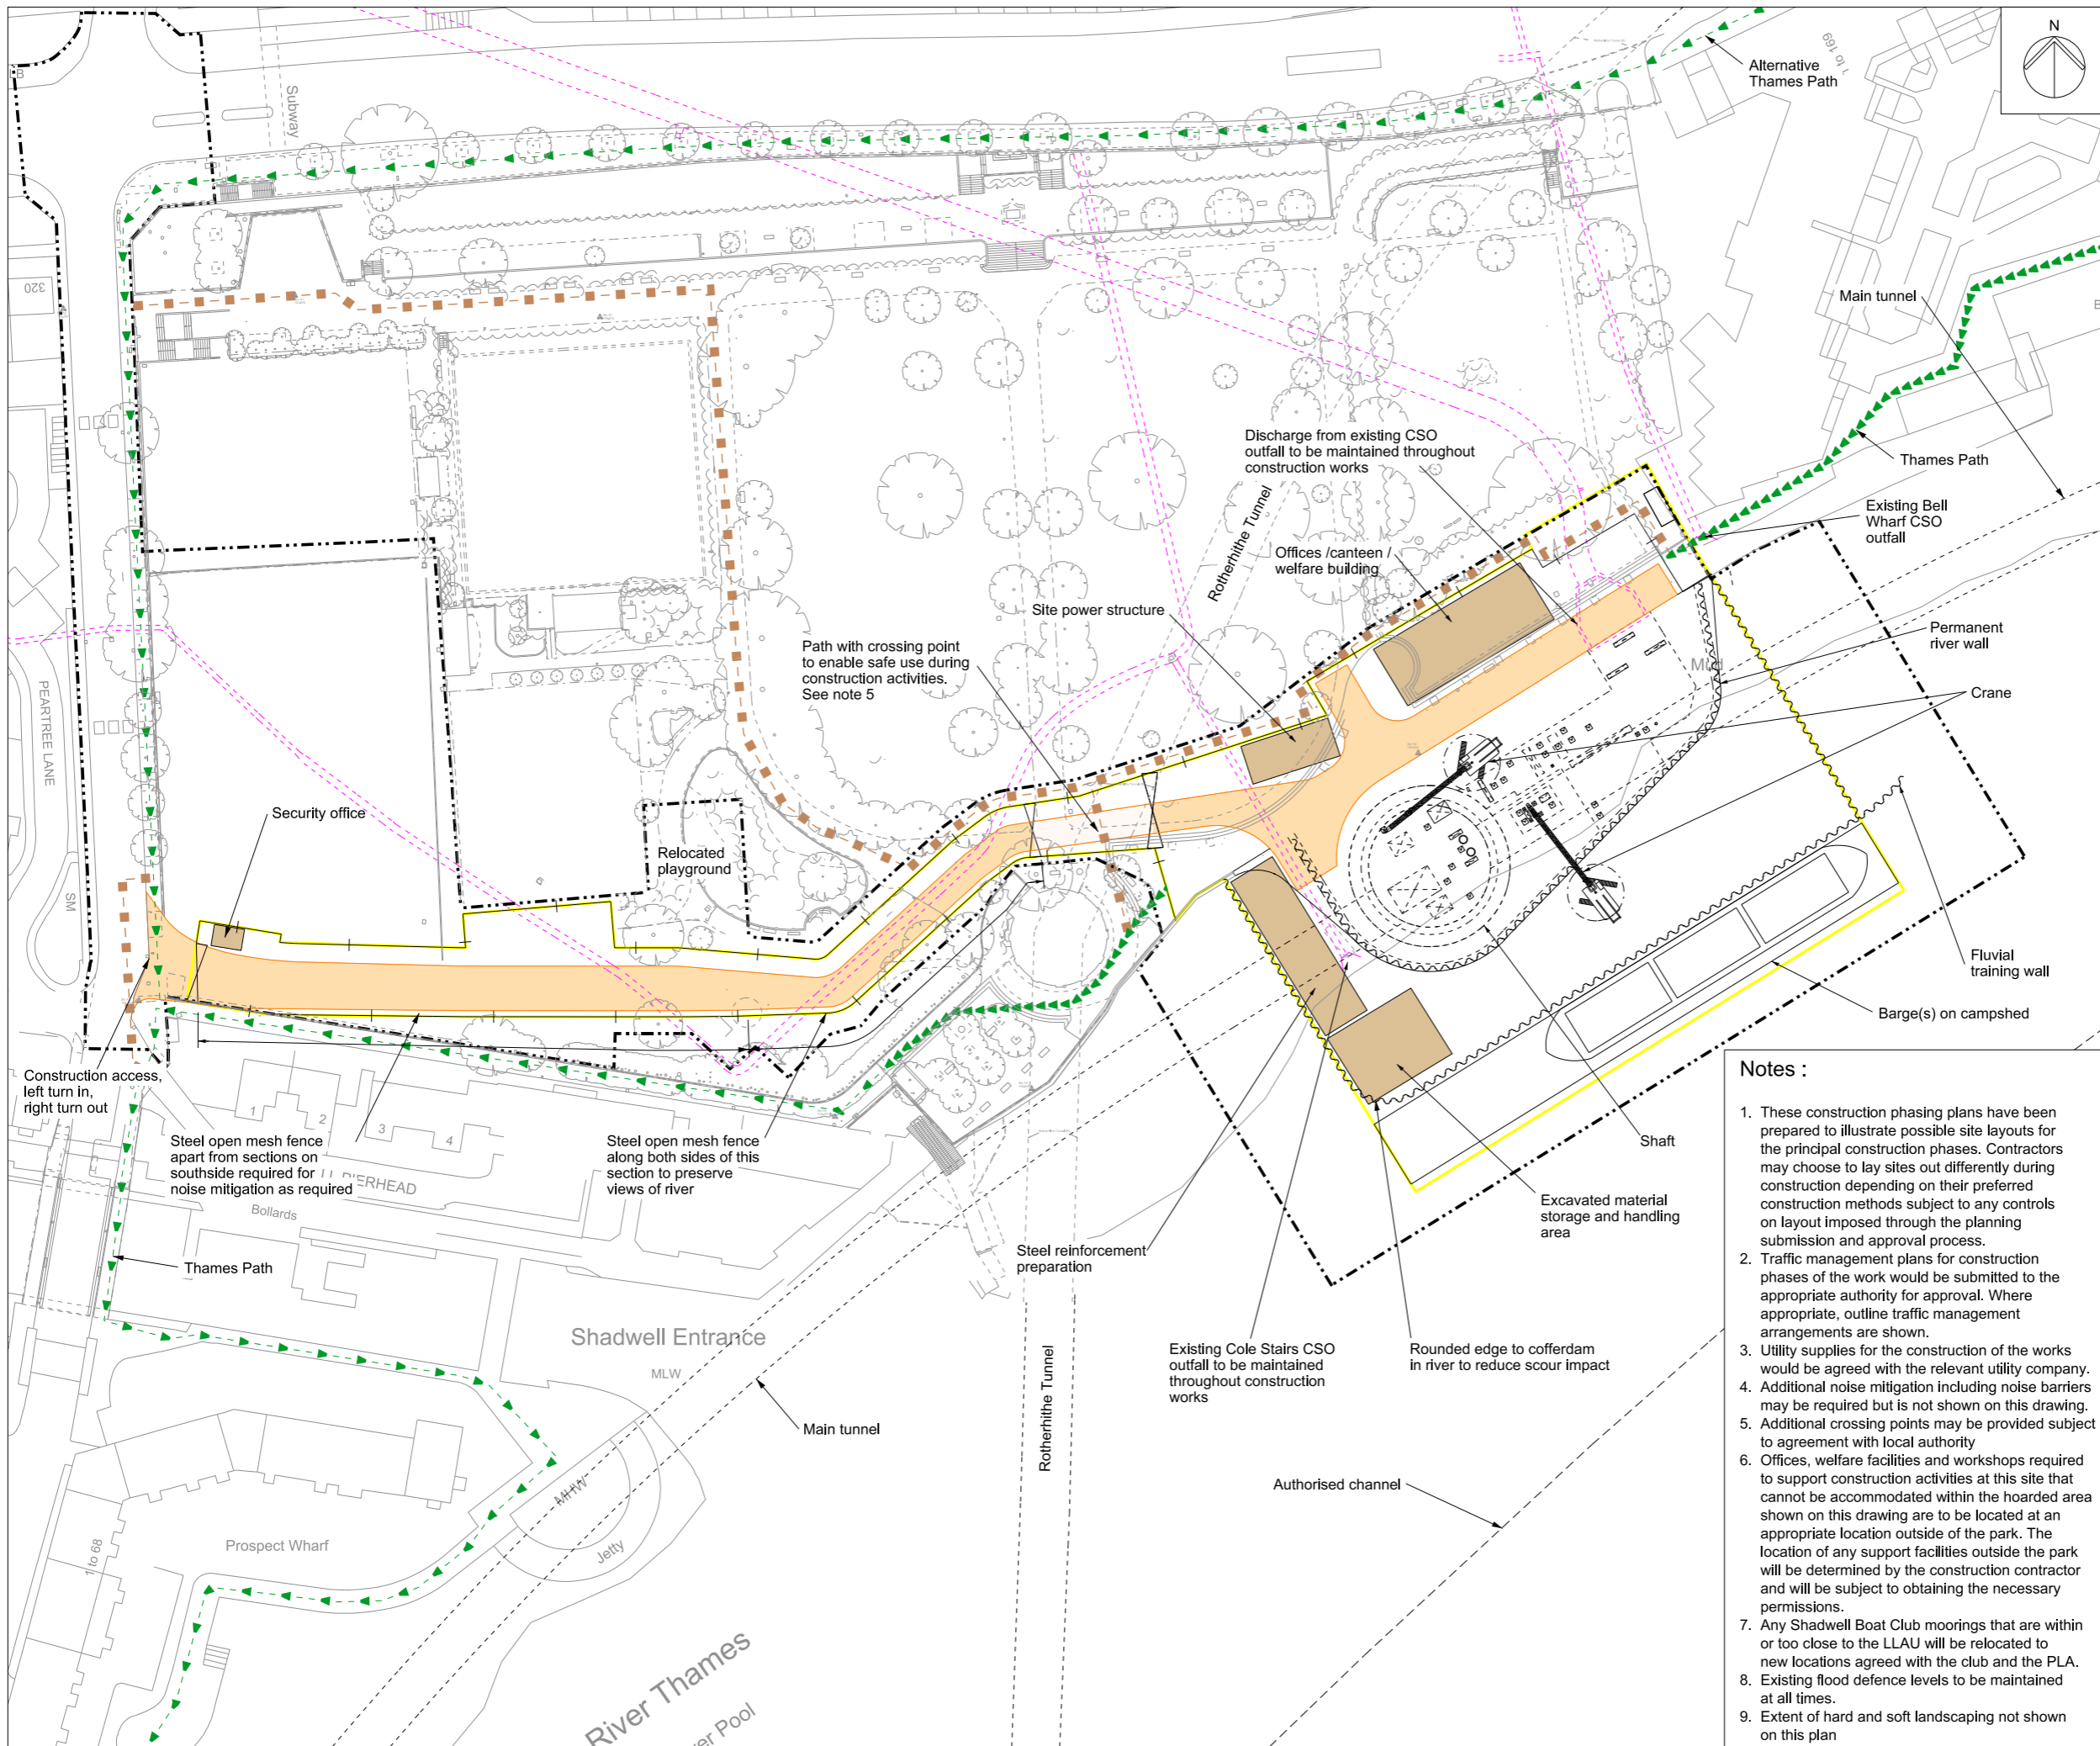 N
Alternative
Thames Path
1 to 169
Subway
320
Main tunnel
Discharge from existing CSO
outfall to be maintained throughout
construction works
Thames Path
Existing Bell
Wharf CSO
outfall
Rotherhithe Tunnel
Offices /canteen /
welfare building
Site power structure
Path with crossing point
to enable safe use during
construction activities.
See note 5
Permanent
river wall
Mud
Crane
PEARTREE LANE
SM
Security office
Relocated
playground
Fluvial
training wall
Barge(s) on campshed
Construction access,
left turn in,
right turn out
1
2
3
4
Steel open mesh fence
apart from sections on
southside required for
noise mitigation as required
PIERHEAD
Bollards
Steel open mesh fence
along both sides of this
section to preserve
views of river
Shaft
Excavated material
storage and handling
area
Steel reinforcement
preparation
Thames Path
Shadwell Entrance
MLW
Existing Cole Stairs CSO
outfall to be maintained
throughout construction
works
Rounded edge to cofferdam
in river to reduce scour impact
Rotherhithe Tunnel
Main tunnel
Authorised channel
MHW
Jetty
Prospect Wharf
1 to 68
River Thames
Pool
Notes :
1. These construction phasing plans have been
prepared to illustrate possible site layouts for
the principal construction phases. Contractors
may choose to lay sites out differently during
construction depending on their preferred
construction methods subject to any controls
on layout imposed through the planning
submission and approval process.
2. Traffic management plans for construction
phases of the work would be submitted to the
appropriate authority for approval. Where
appropriate, outline traffic management
arrangements are shown.
3. Utility supplies for the construction of the works
would be agreed with the relevant utility company.
4. Additional noise mitigation including noise barriers
may be required but is not shown on this drawing.
5. Additional crossing points may be provided subject
to agreement with local authority
6. Offices, welfare facilities and workshops required
to support construction activities at this site that
cannot be accommodated within the hoarded area
shown on this drawing are to be located at an
appropriate location outside of the park. The
location of any support facilities outside the park
will be determined by the construction contractor
and will be subject to obtaining the necessary
permissions.
7. Any Shadwell Boat Club moorings that are within
or too close to the LLAU will be relocated to
new locations agreed with the club and the PLA.
8. Existing flood defence levels to be maintained
at all times.
9. Extent of hard and soft landscaping not shown
on this plan